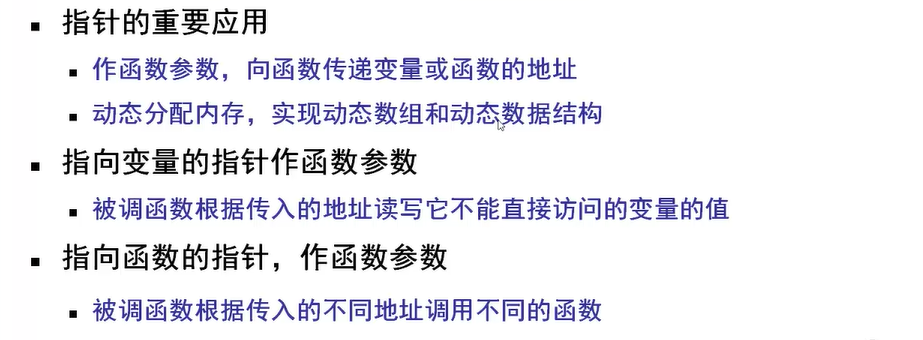 指针的重要应用
作函数参数，向函数传递变量或函数的地址
动态分配内存，实现动态数组和动态数据结构
指向变量的指针作函数参数
被调函数根据传入的地址读写它不能直接访问的变量的值
指向函数的指针，作函数参数
被调函数根据传入的不同地址调用不同的函数